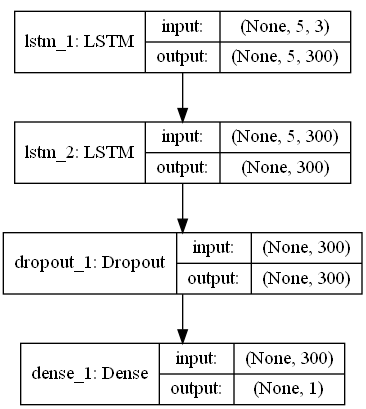 lstm_1: LSTM
input: (None, 5, 3)
output: (None, 5, 300)
lstm_2: LSTM
input: (None, 5, 300)
output: (None, 300)
dropout_1: Dropout
input: (None, 300)
output: (None, 300)
dense_1: Dense
input: (None, 300)
output: (None, 1)